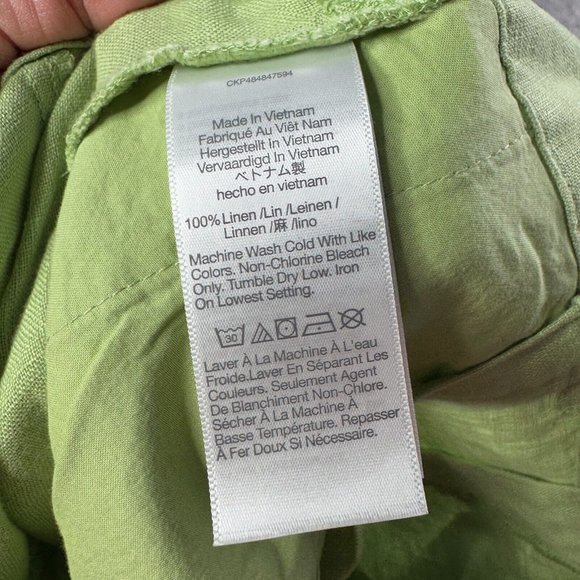 CKP484847594
Made In Vietnam
Fabriqué Au Viêt Nam
Hergestellt In Vietnam
Vervaardigd In Vietnam
ベトナム製
hecho en vietnam
100% Linen /Lin /Leinen /
Linnen /麻 /lino
Machine Wash Cold With Like
Colors. Non-Chlorine Bleach
Only. Tumble Dry Low. Iron
On Lowest Setting.
30
Laver À La Machine À L'eau
Froide.Laver En Séparant Les
Couleurs. Seulement Agent
De Blanchiment Non-Chlore.
Sécher À La Machine À
Basse Température. Repasser
À Fer Doux Si Nécessaire.